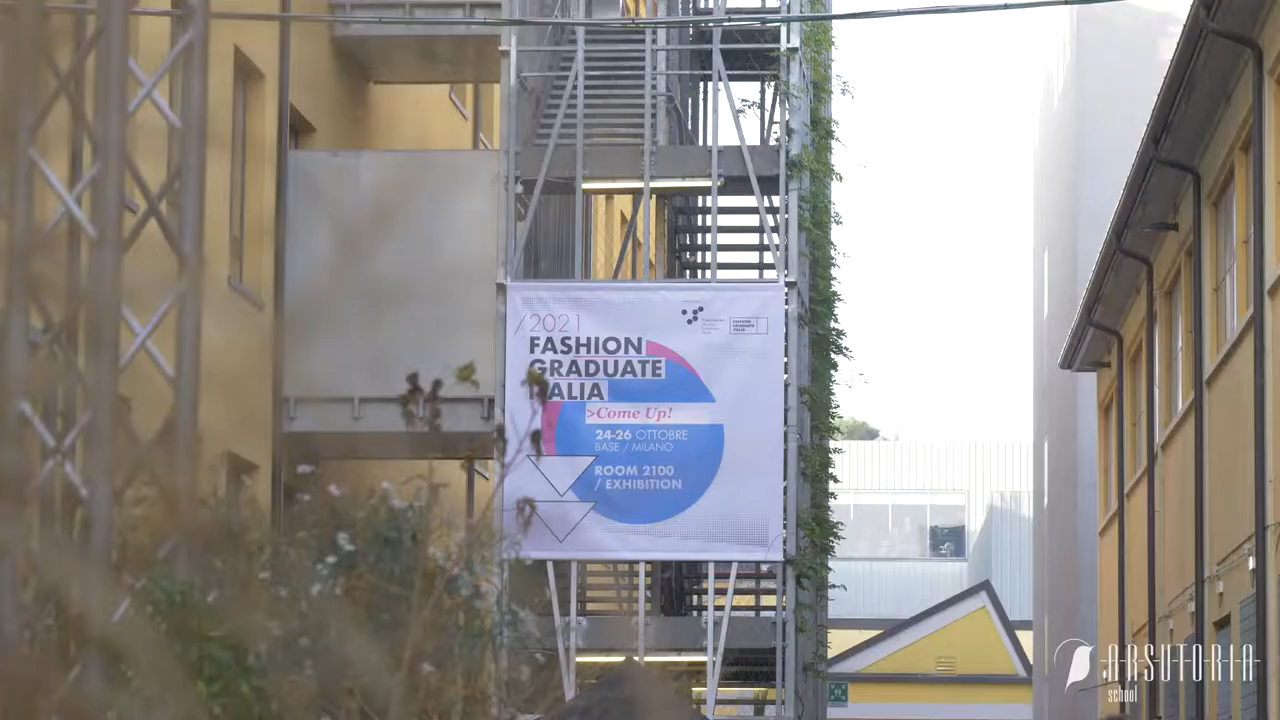 /2021
FASHION
GRADUATE
ITALIA
FASHION
GRADUATE
ITALIA
>Come Up!
24-26 OTTOBRE
BASE / MILANO
ROOM 2100
/ EXHIBITION
ARSUTORIA
school